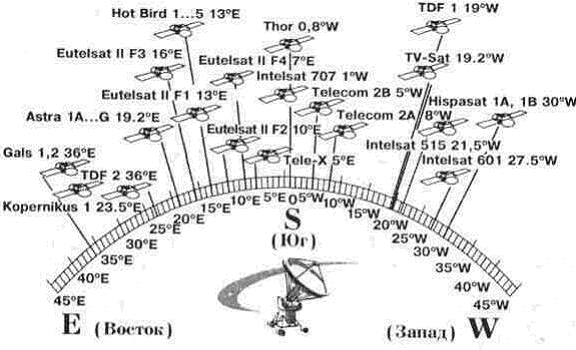 Hot Bird 1...5 13°E
TDF 1 19°W
Thor 0,8°W
Eutelsat II F3 16°E
Eutelsat II F4 7°E
TV-Sat 19.2°W
Intelsat 707 1°W
Eutelsat II F1 13°E
Telecom 2B 5°W
Hispasat 1A, 1B 30°W
Astra 1A...G 19.2°E
Telecom 2A 8°W
Eutelsat II F2 10°E
Intelsat 515 21,5°W
Gals 1,2 36°E
Tele-X 5°E
Intelsat 601 27.5°W
TDF 2 36°E
Kopernikus 1 23.5°E
45°E
40°E
35°E
30°E
25°E
20°E
15°E
10°E
5°E
0
5°W
10°W
15°W
20°W
25°W
30°W
35°W
40°W
45°W
S
(Юг)
E (Восток)
(Запад) W